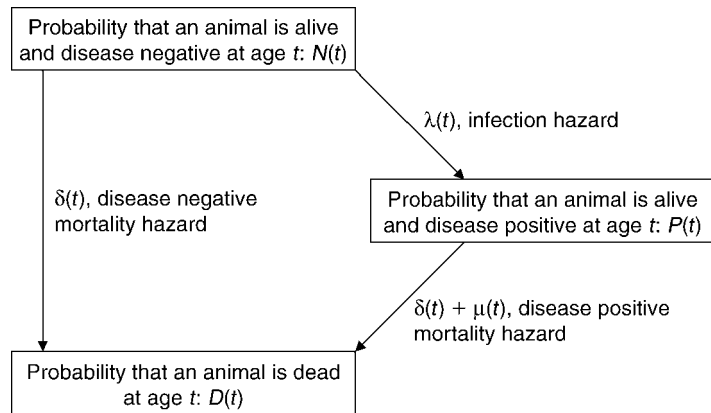 Probability that an animal is alive
and disease negative at age t: N(t)
λ(t), infection hazard
δ(t), disease negative
mortality hazard
Probability that an animal is alive
and disease positive at age t: P(t)
δ(t) + μ(t), disease positive
mortality hazard
Probability that an animal is dead
at age t: D(t)